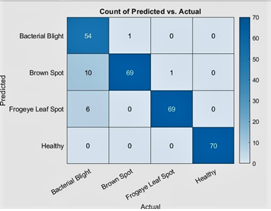 Count of Predicted vs. Actual
70
Bacterial Blight 54 1 0 0
60
50
Brown Spot 10 69 1 0
40
30
Frogeye Leaf Spot 6 0 69 0
20
Healthy 0 0 0 70
10
0
Predicted
Bacterial Blight Brown Spot Frogeye Leaf Spot Healthy
Actual